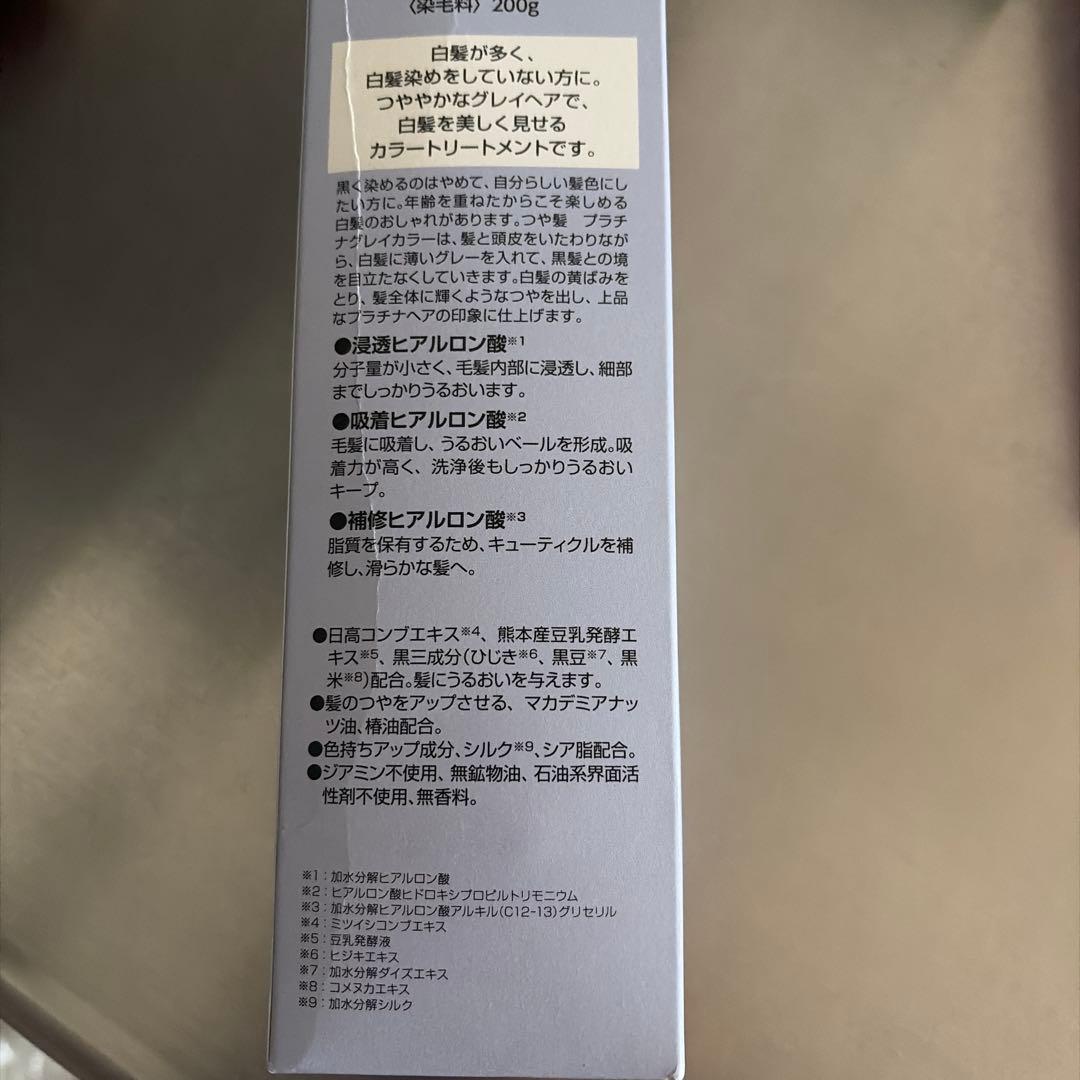 〈染毛料〉 200g
白髪が多く、
白髪染めをしていない方に。
つややかなグレイヘアで、
白髪を美しく見せる
カラートリートメントです。
黒く染めるのはやめて、自分らしい髪色にし
たい方に。年齢を重ねたからこそ楽しめる
白髪のおしゃれがあります。つや髪 プラチ
ナグレイカラーは、髪と頭皮をいたわりなが
ら、白髪に薄いグレーを入れて、黒髪との境
を目立たなくしていきます。白髪の黄ばみを
とり、髪全体に輝くようなつやを出し、上品
なプラチナヘアの印象に仕上げます。
●浸透ヒアルロン酸※1
分子量が小さく、毛髪内部に浸透し、細部
までしっかりうるおいます。
●吸着ヒアルロン酸※2
毛髪に吸着し、うるおいベールを形成。吸
着力が高く、洗浄後もしっかりうるおい
キープ。
●補修ヒアルロン酸※3
脂質を保有するため、キューティクルを補
修し、滑らかな髪へ。
●日高コンブエキス※4、熊本産豆乳発酵エ
キス※5、黒三成分(ひじき※6、黒豆※7、黒
米※8)配合。髪にうるおいを与えます。
●髪のつやをアップさせる、マカデミアナッ
ツ油、椿油配合。
●色持ちアップ成分、シルク※9、シア脂配合。
●ジアミン不使用、無鉱物油、石油系界面活
性剤不使用、無香料。
※1：加水分解ヒアルロン酸
※2：ヒアルロン酸ヒドロキシプロピルトリモニウム
※3：加水分解ヒアルロン酸アルキル(C12-13)グリセリル
※4：ミツイシコンブエキス
※5：豆乳発酵液
※6：ヒジキエキス
※7：加水分解ダイズエキス
※8：コメヌカエキス
※9：加水分解シルク